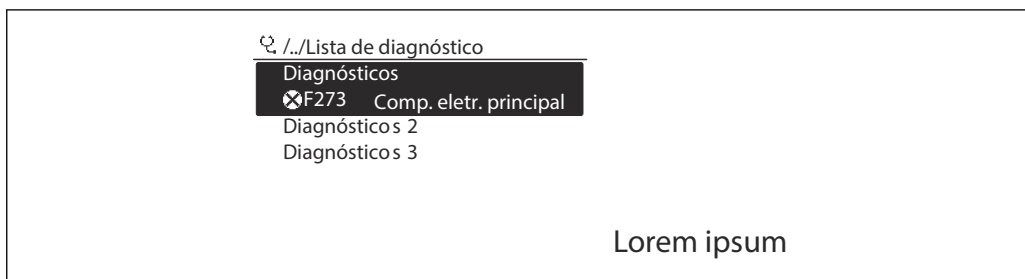 /../Lista de diagnóstico
Diagnósticos
F273 Comp. eletr. principal
Diagnósticos 2
Diagnósticos 3
Lorem ipsum